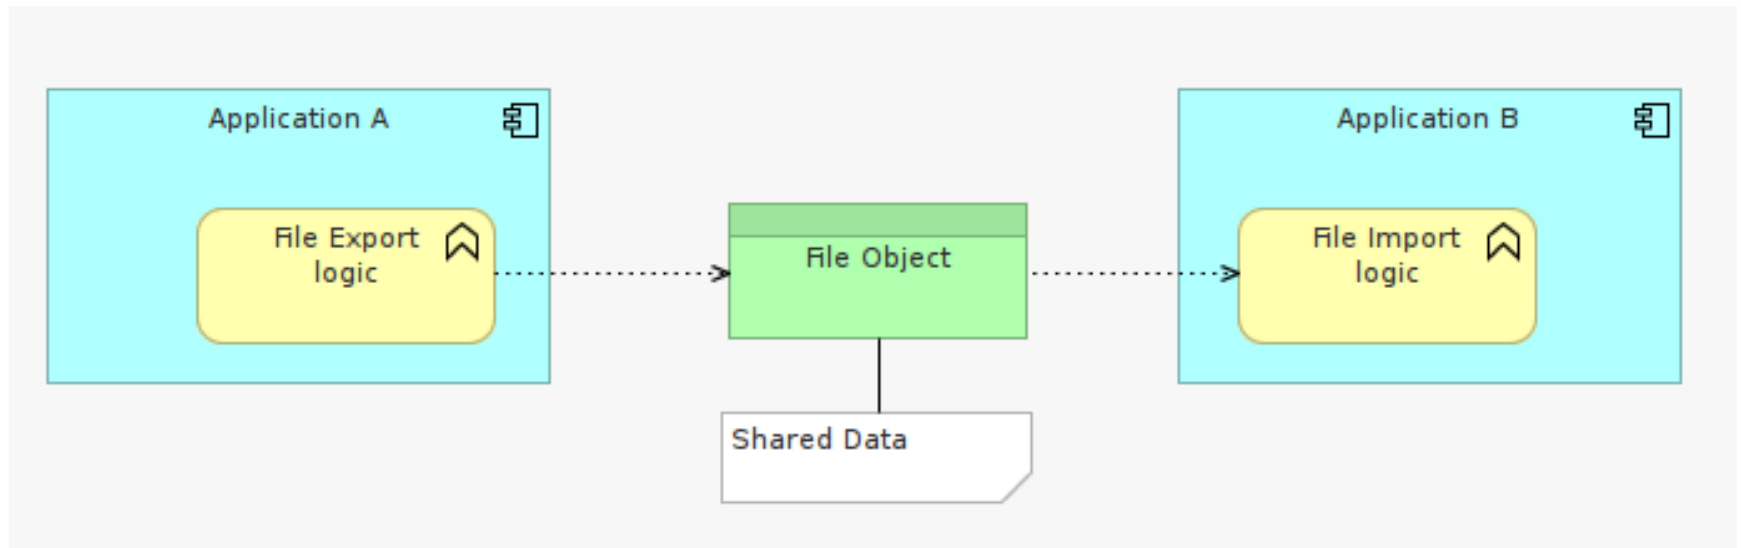 Application A
File Export
logic
File Object
Shared Data
Application B
File Import
logic